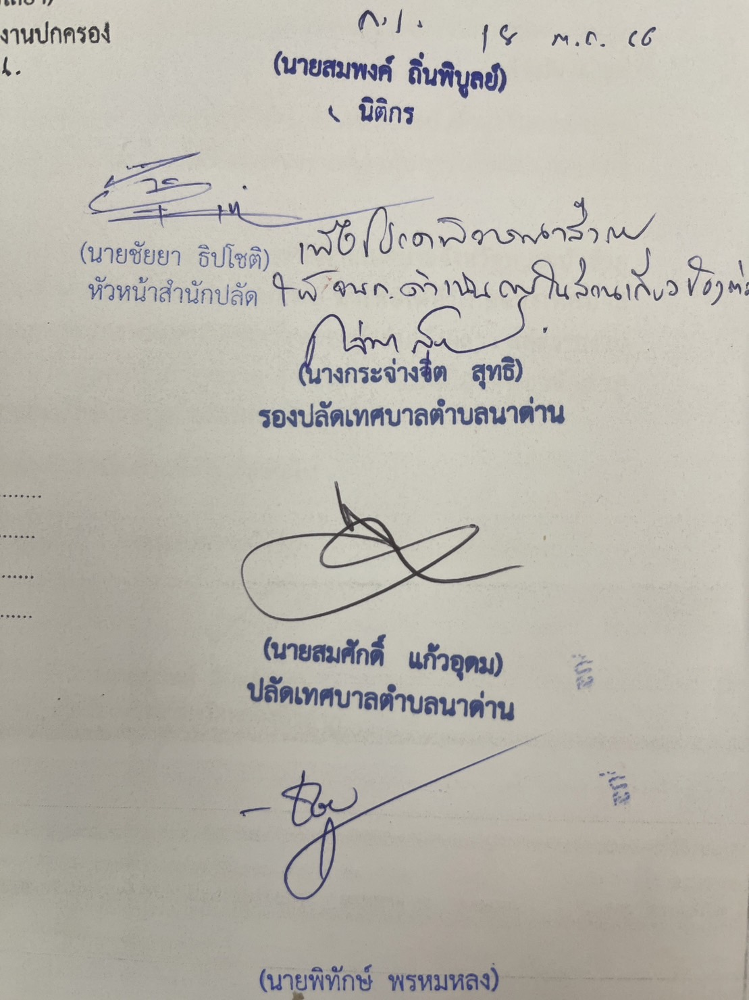 งานปกครอง
18 พ.ค. 66
(นายสมพงค์ ถิ่นพิบูลย์)
นิติกร
(นายชัยยา ธิปโชติ)
หัวหน้าสำนักปลัด
เพื่อโปรดพิจารณาสั่งการ
ให้ จนท. ดำเนินการในส่วนเกี่ยวข้องต่อ
(นางกระจ่างจิต สุทธิ)
รองปลัดเทศบาลตำบลนาด่าน
(นายสมศักดิ์ แก้วอุดม)
ปลัดเทศบาลตำบลนาด่าน
(นายพิทักษ์ พรหมหลง)